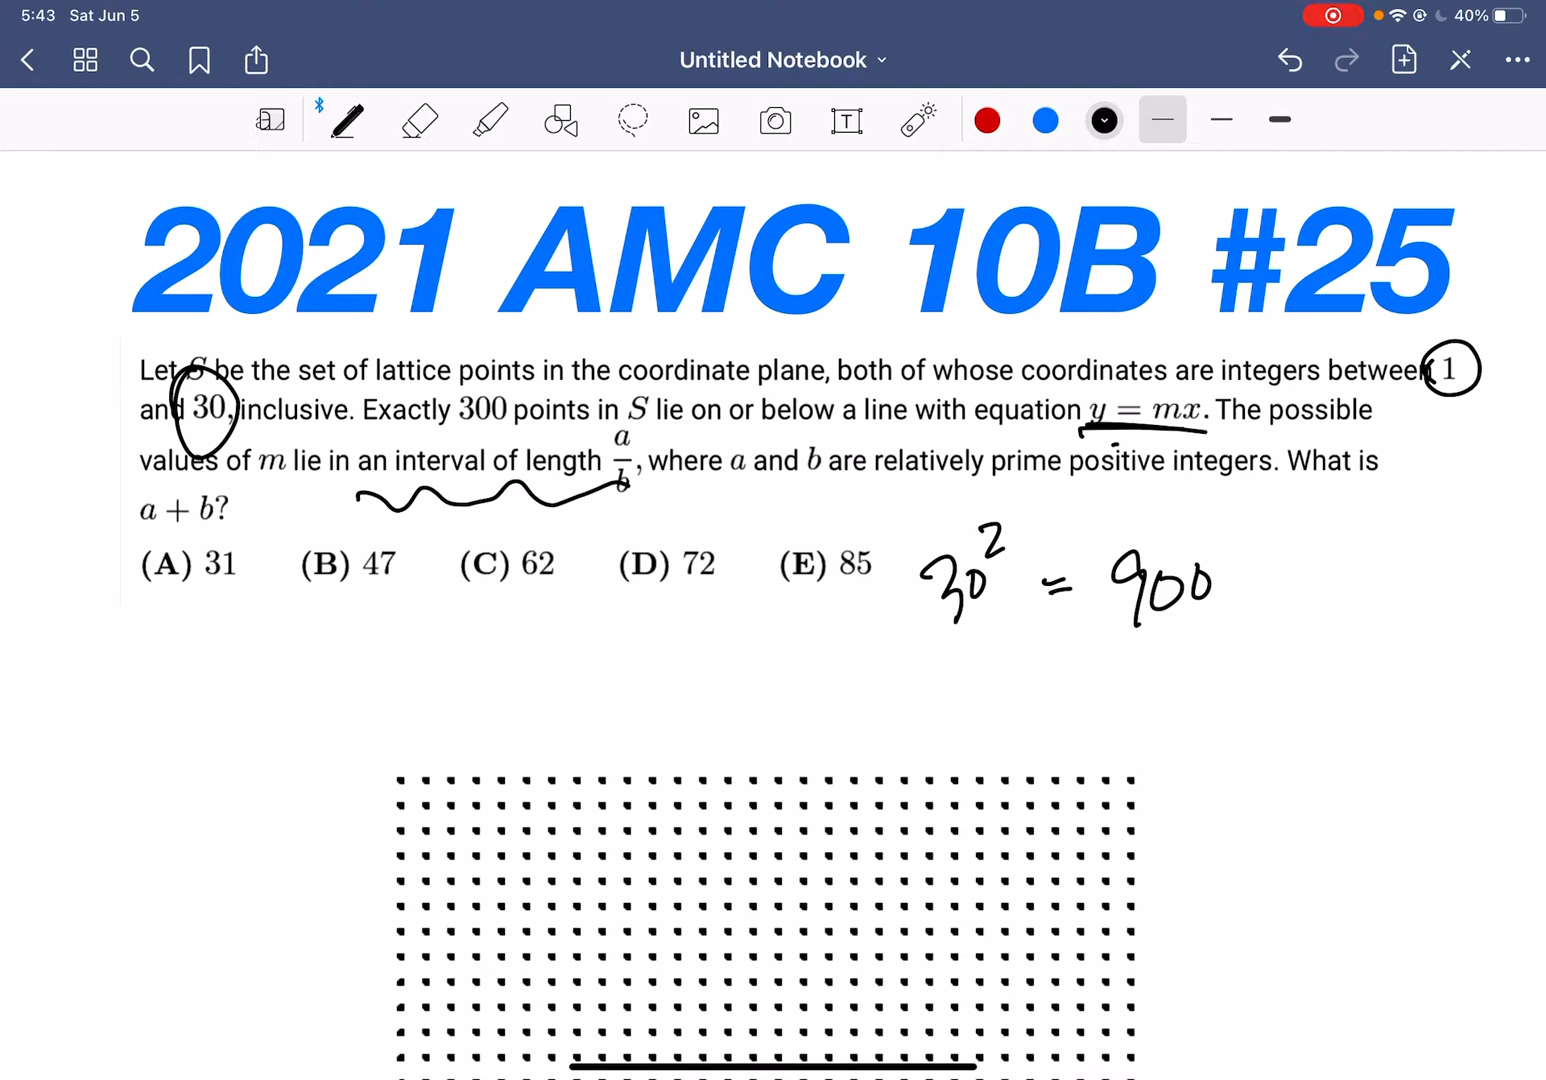 5:43 Sat Jun 5
40%
Untitled Notebook
T
2021 AMC 10B #25
Let S be the set of lattice points in the coordinate plane, both of whose coordinates are integers between 1
and 30, inclusive. Exactly 300 points in S lie on or below a line with equation y = mx. The possible
values of m lie in an interval of length a/b, where a and b are relatively prime positive integers. What is
a + b?
(A) 31 (B) 47 (C) 62 (D) 72 (E) 85
30² = 900